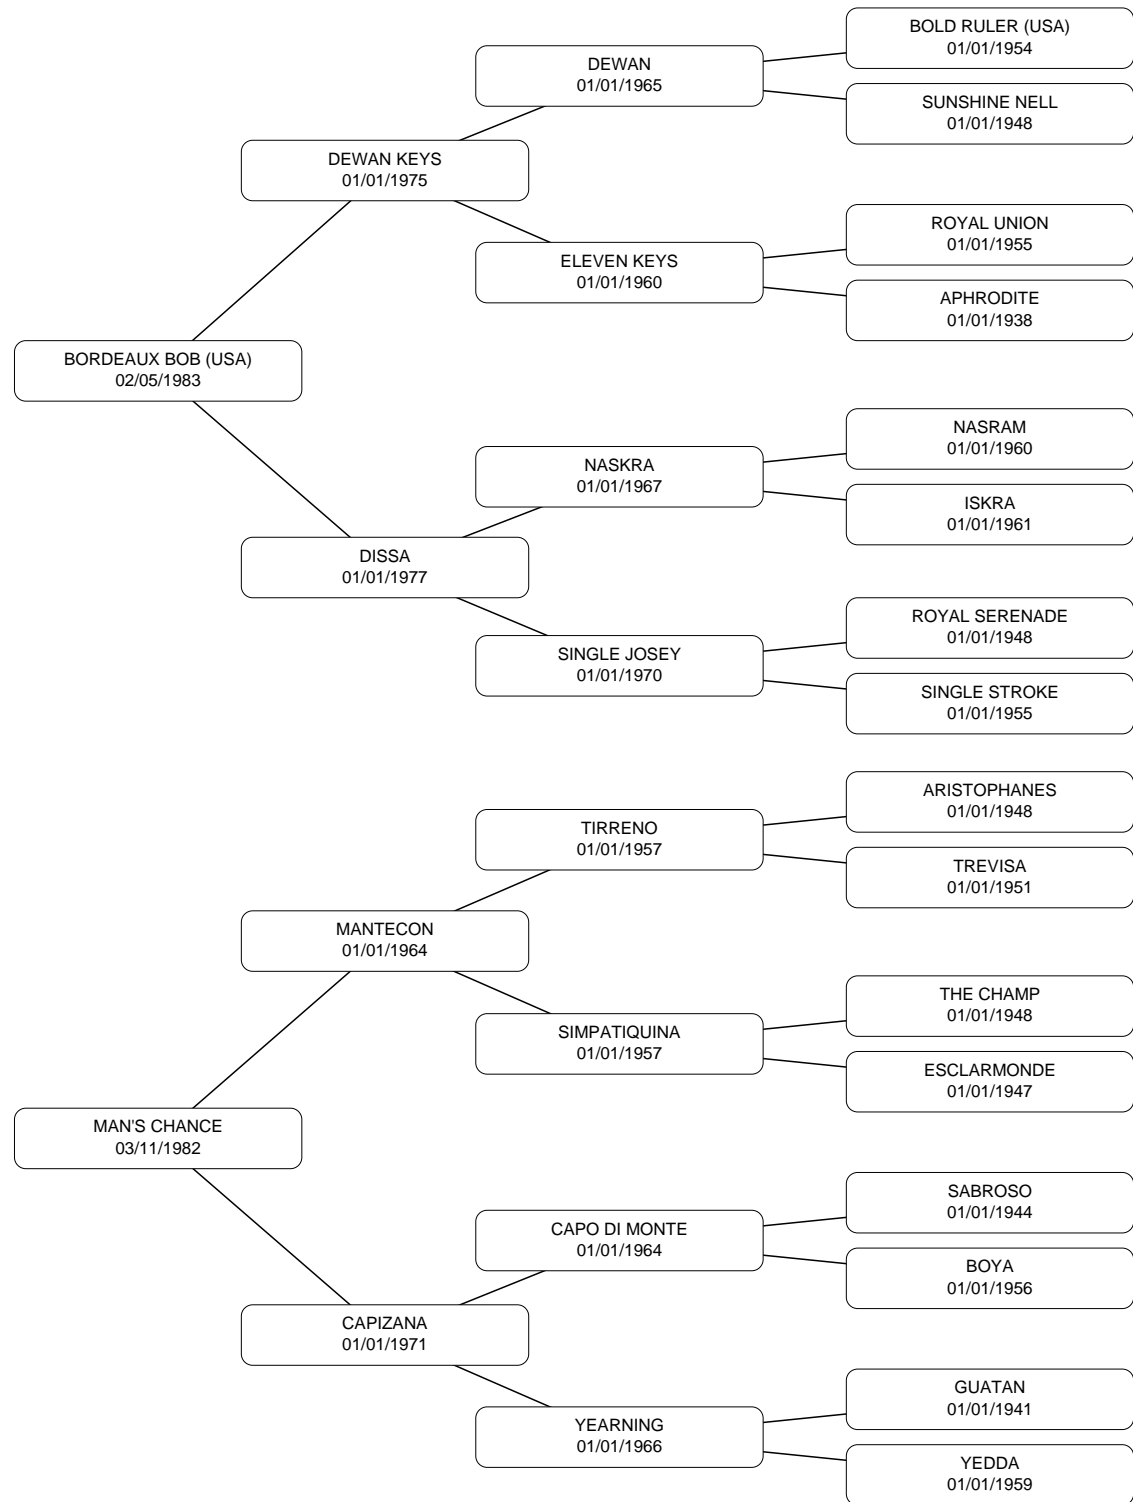 BOLD RULER (USA)
01/01/1954
DEWAN
01/01/1965
SUNSHINE NELL
01/01/1948
DEWAN KEYS
01/01/1975
ROYAL UNION
01/01/1955
ELEVEN KEYS
01/01/1960
APHRODITE
01/01/1938
BORDEAUX BOB (USA)
02/05/1983
NASRAM
01/01/1960
NASKRA
01/01/1967
ISKRA
01/01/1961
DISSA
01/01/1977
ROYAL SERENADE
01/01/1948
SINGLE JOSEY
01/01/1970
SINGLE STROKE
01/01/1955
ARISTOPHANES
01/01/1948
TIRRENO
01/01/1957
TREVISA
01/01/1951
MANTECON
01/01/1964
THE CHAMP
01/01/1948
SIMPATIQUINA
01/01/1957
ESCLARMONDE
01/01/1947
MAN'S CHANCE
03/11/1982
SABROSO
01/01/1944
CAPO DI MONTE
01/01/1964
BOYA
01/01/1956
CAPIZANA
01/01/1971
GUATAN
01/01/1941
YEARNING
01/01/1966
YEDDA
01/01/1959